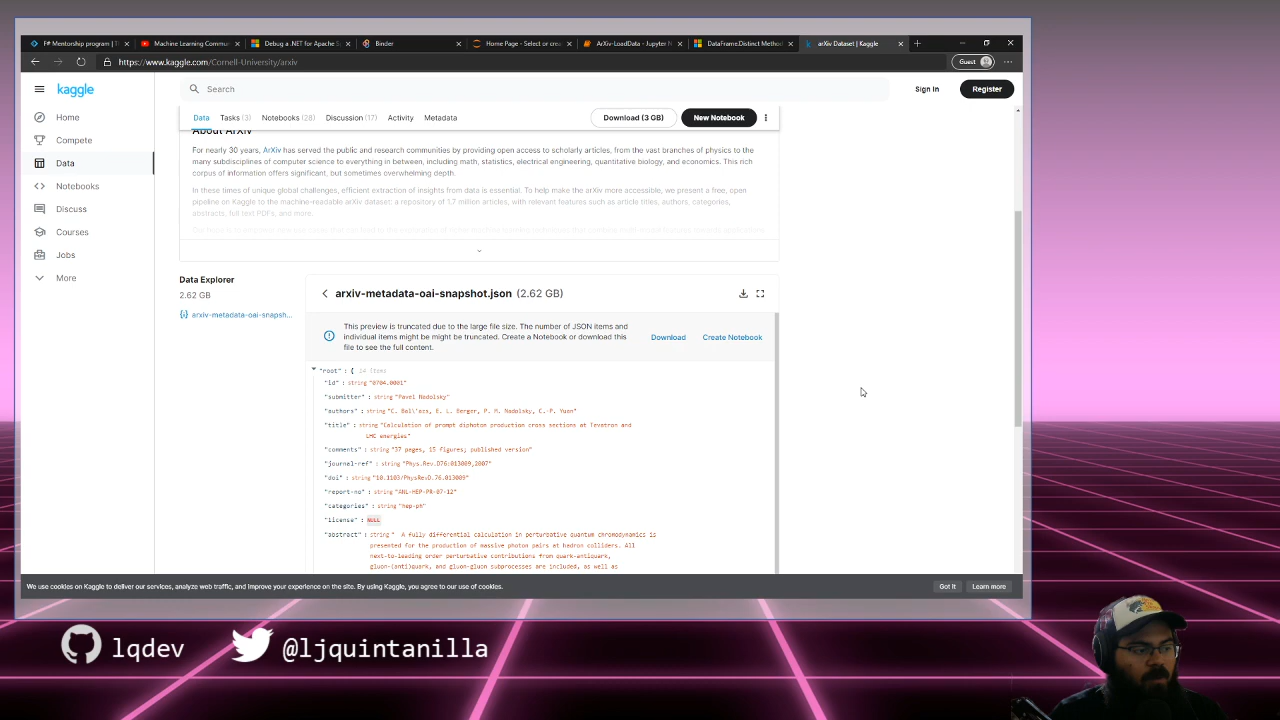 F# Mentorship program | T
Machine Learning Commu
Debug a .NET for Apache S
Binder
Home Page - Select or crea
ArXiv-LoadData - Jupyter N
DataFrame.Distinct Method
arXiv Dataset | Kaggle
https://www.kaggle.com/Cornell-University/arxiv
Guest
kaggle
Search
Sign In
Register
Home
Compete
Data
Notebooks
Discuss
Courses
Jobs
More
Data
Tasks (3)
Notebooks (28)
Discussion (17)
Activity
Metadata
Download (3 GB)
New Notebook
About ArXiv
For nearly 30 years, ArXiv has served the public and research communities by providing open access to scholarly articles, from the vast branches of physics to the
many subdisciplines of computer science to everything in between, including math, statistics, electrical engineering, quantitative biology, and economics. This rich
corpus of information offers significant, but sometimes overwhelming depth.
In these times of unique global challenges, efficient extraction of insights from data is essential. To help make the arXiv more accessible, we present a free, open
pipeline on Kaggle to the machine-readable arXiv dataset: a repository of 1.7 million articles, with relevant features such as article titles, authors, categories,
abstracts, full text PDFs, and more.
Data Explorer
2.62 GB
arxiv-metadata-oai-snapsh...
arxiv-metadata-oai-snapshot.json (2.62 GB)
This preview is truncated due to the large file size. The number of JSON items and
individual items might be might be truncated. Create a Notebook or download this
file to see the full content.
Download
Create Notebook
"root" : { 14 items
"id" : string "0704.0001"
"submitter" : string "Pavel Nadolsky"
"authors" : string "C. Bal\'azs, E. L. Berger, P. M. Nadolsky, C.-P. Yuan"
"title" : string "Calculation of prompt diphoton production cross sections at Tevatron and
LHC energies"
"comments" : string "37 pages, 15 figures; published version"
"journal-ref" : string "Phys.Rev.D76:013009,2007"
"doi" : string "10.1103/PhysRevD.76.013009"
"report-no" : string "ANL-HEP-PR-07-12"
"categories" : string "hep-ph"
"license" : NULL
"abstract" : string " A fully differential calculation in perturbative quantum chromodynamics is
presented for the production of massive photon pairs at hadron colliders. All
next-to-leading order perturbative contributions from quark-antiquark,
gluon-(anti)quark, and gluon-gluon subprocesses are included, as well as
We use cookies on Kaggle to deliver our services, analyze web traffic, and improve your experience on the site. By using Kaggle, you agree to our use of cookies.
Got it
Learn more
lqdev
@ljquintanilla